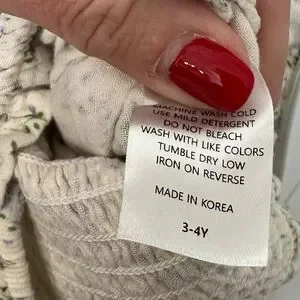 MACHINE WASH COLD
USE MILD DETERGENT
DO NOT BLEACH
WASH WITH LIKE COLORS
TUMBLE DRY LOW
IRON ON REVERSE
MADE IN KOREA
3-4Y